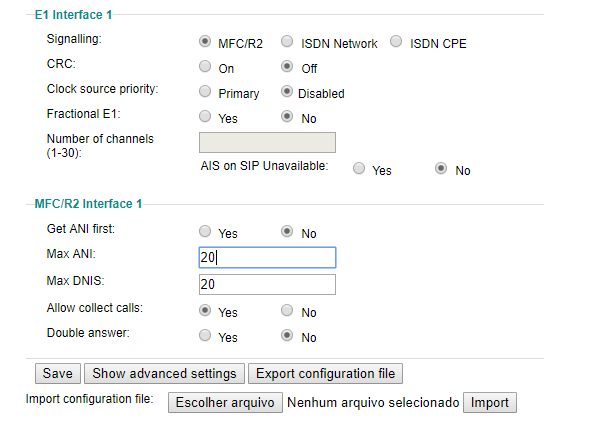 E1 Interface 1
Signalling: MFC/R2 ISDN Network ISDN CPE
CRC: On Off
Clock source priority: Primary Disabled
Fractional E1: Yes No
Number of channels
(1-30):
AIS on SIP Unavailable: Yes No
MFC/R2 Interface 1
Get ANI first: Yes No
Max ANI: 20
Max DNIS: 20
Allow collect calls: Yes No
Double answer: Yes No
Save Show advanced settings Export configuration file
Import configuration file: Escolher arquivo Nenhum arquivo selecionado Import